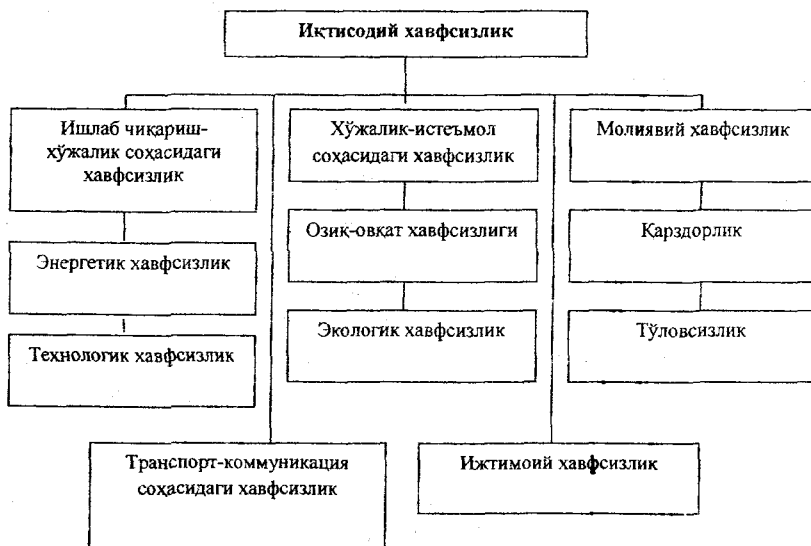 Иқтисодий хавфсизлик
Ишлаб чиқариш-
хўжалик соҳасидаги
хавфсизлик
Хўжалик-истеъмол
соҳасидаги хавфсизлик
Молиявий хавфсизлик
Энергетик хавфсизлик
Озиқ-овқат хавфсизлиги
Қарздорлик
Технологик хавфсизлик
Экологик хавфсизлик
Тўловсизлик
Транспорт-коммуникация
соҳасидаги хавфсизлик
Ижтимоий хавфсизлик